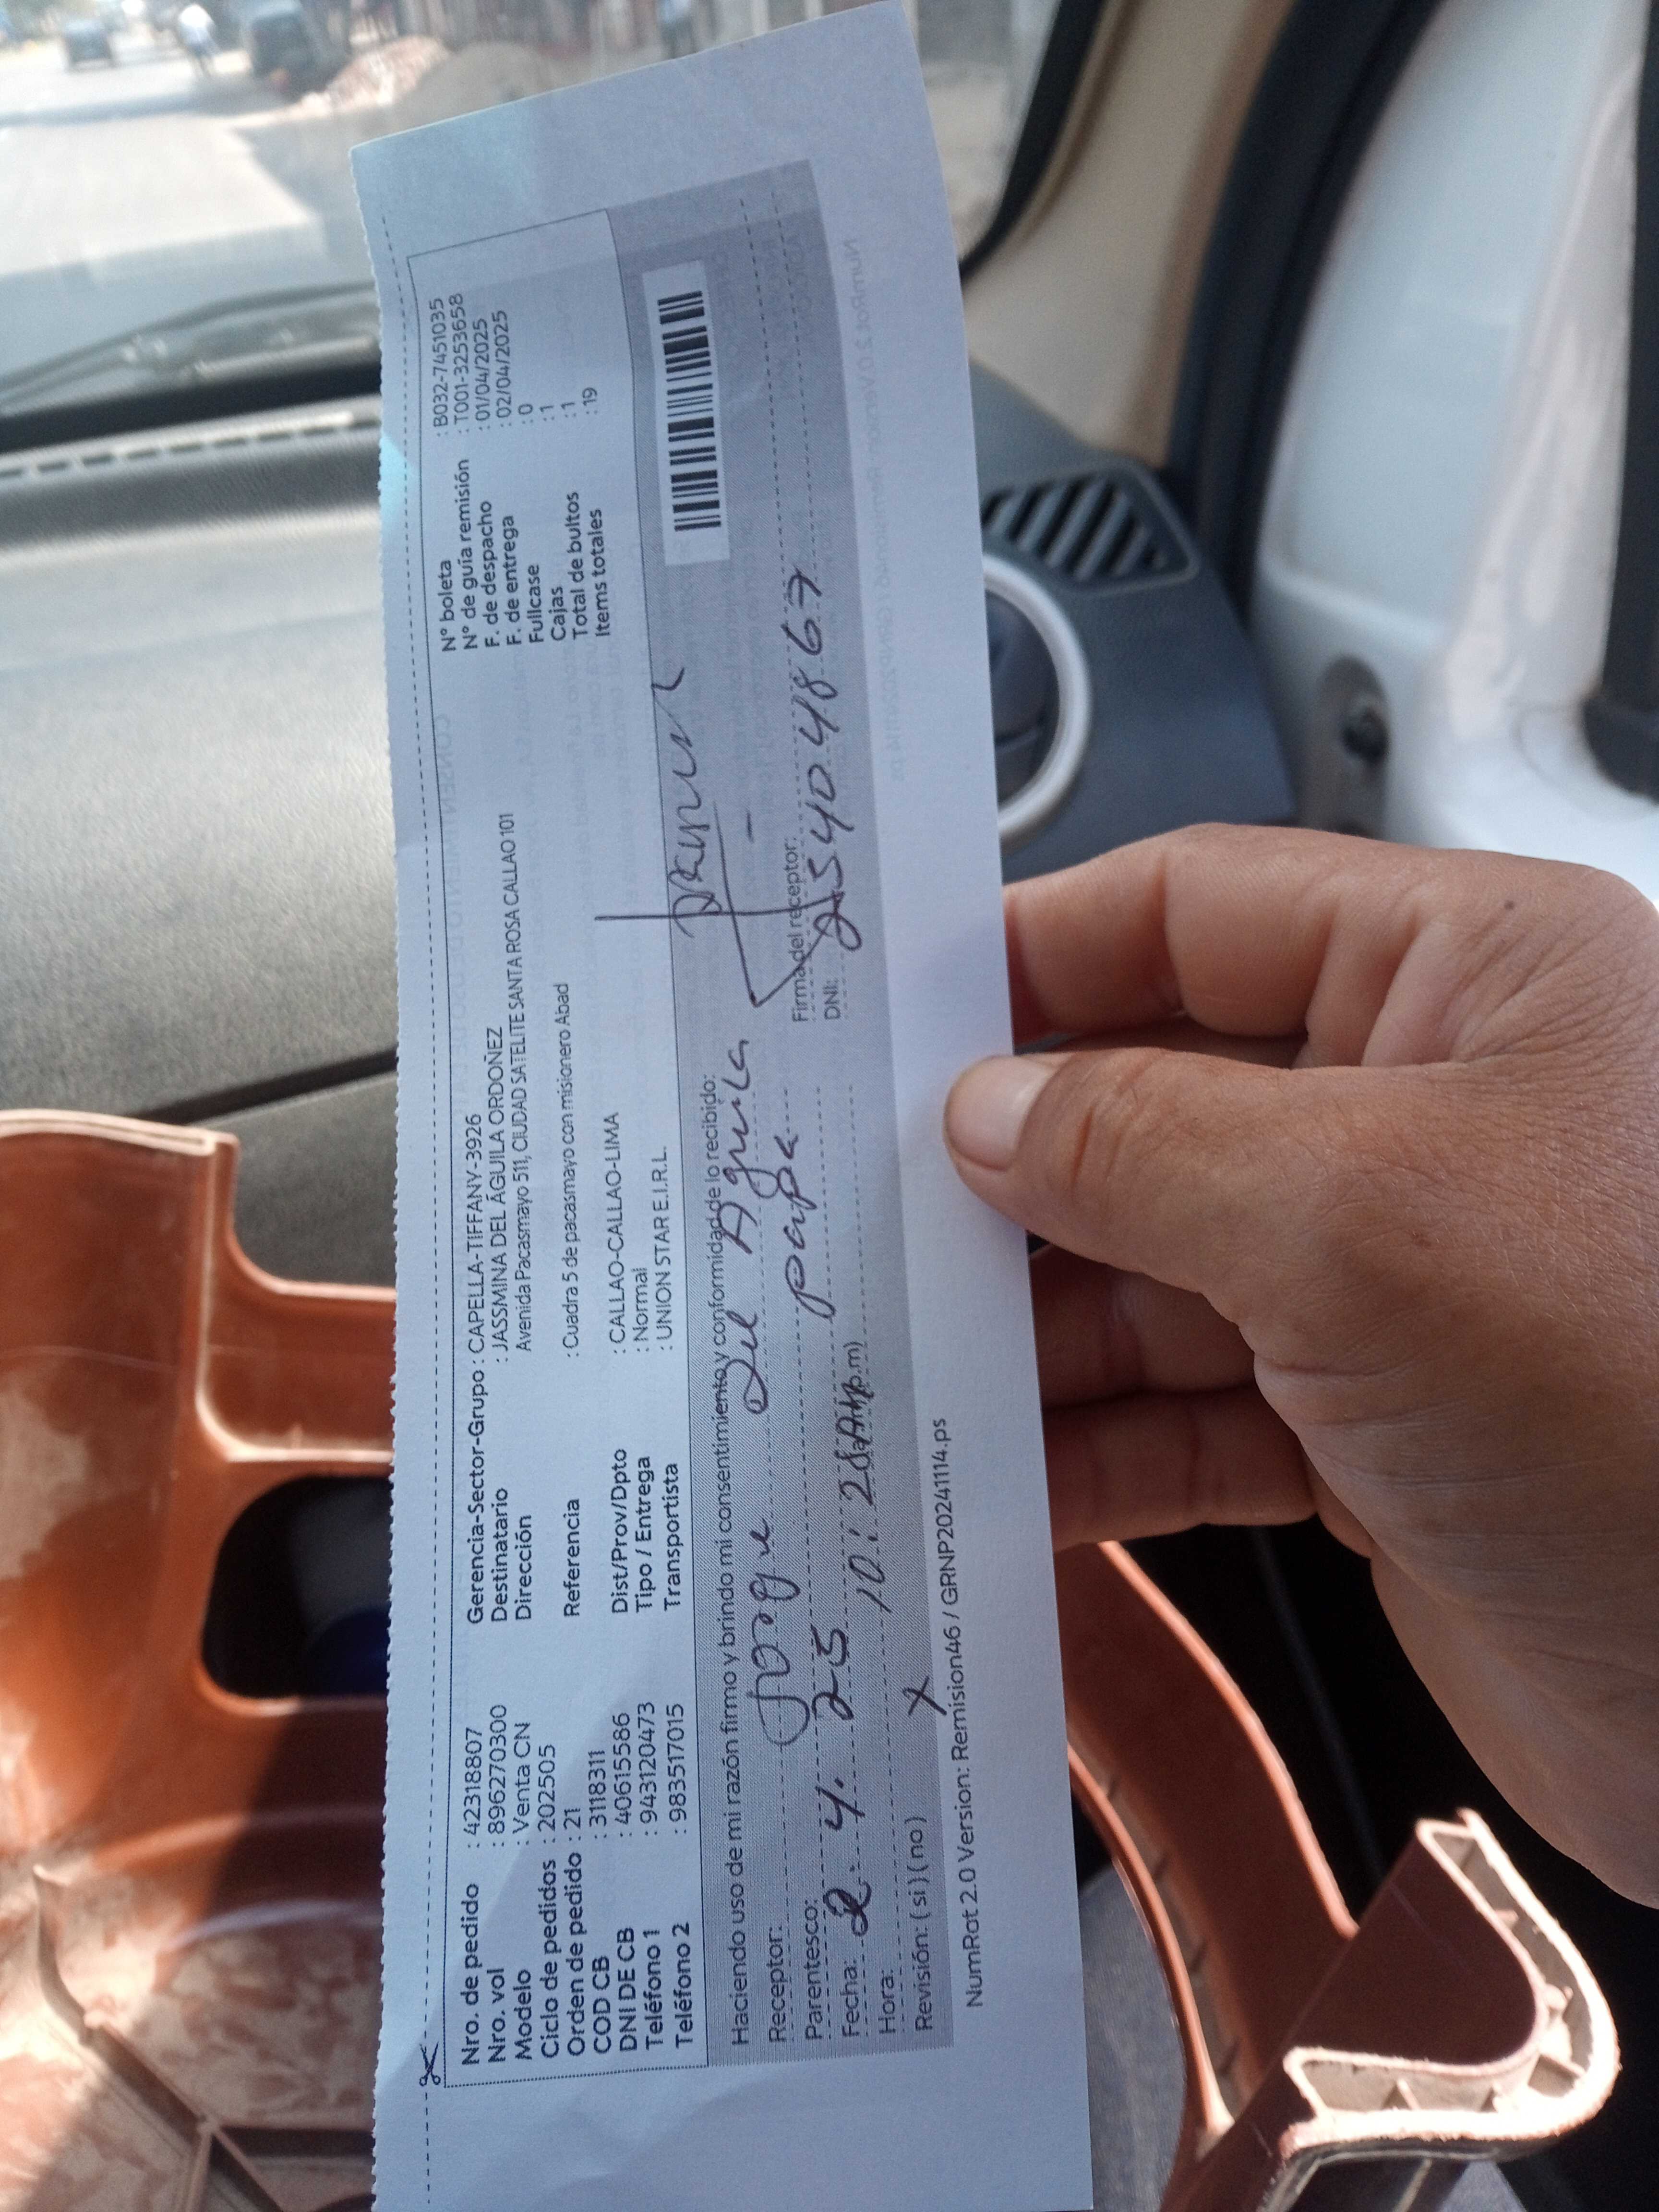 Nro. de pedido : 42318807
Nro. vol : 896270300
Modelo : Venta CN
Ciclo de pedidos : 202505
Orden de pedido : 21
COD CB : 3118311
DNI DE CB : 40615586
Teléfono 1 : 943120473
Teléfono 2 : 983517015
Gerencia-Sector-Grupo : CAPELLA-TIFFANY-3926
Destinatario : JASSMINA DEL ÁGUILA ORDOÑEZ
Dirección Avenida Pacasmayo 511, CIUDAD SATELITE SANTA ROSA CALLAO 101
Referencia : Cuadra 5 de pacasmayo con misionero Abad
Dist/Prov/Dpto : CALLAO-CALLAO-LIMA
Tipo / Entrega : Normal
Transportista : UNION STAR E.I.R.L.
N° boleta : B032-7451035
N° de guía remisión : T001-3253658
F. de despacho : 01/04/2025
F. de entrega : 02/04/2025
Fullcase : 0
Cajas : 1
Total de bultos : 1
Items totales : 19
Haciendo uso de mi razón firmo y brindo mi consentimiento y conformidad de lo recibido:
Receptor: Jorge Del Aguila
Parentesco: papa
Fecha: 2. 4. 25
Hora: 10: 28 AM p.m)
Revisión: ( si ) ( no ) X
Firma del receptor:
DNI: 25404867
NumRot 2.0 Version: Remision46 / GRNP20241114.ps